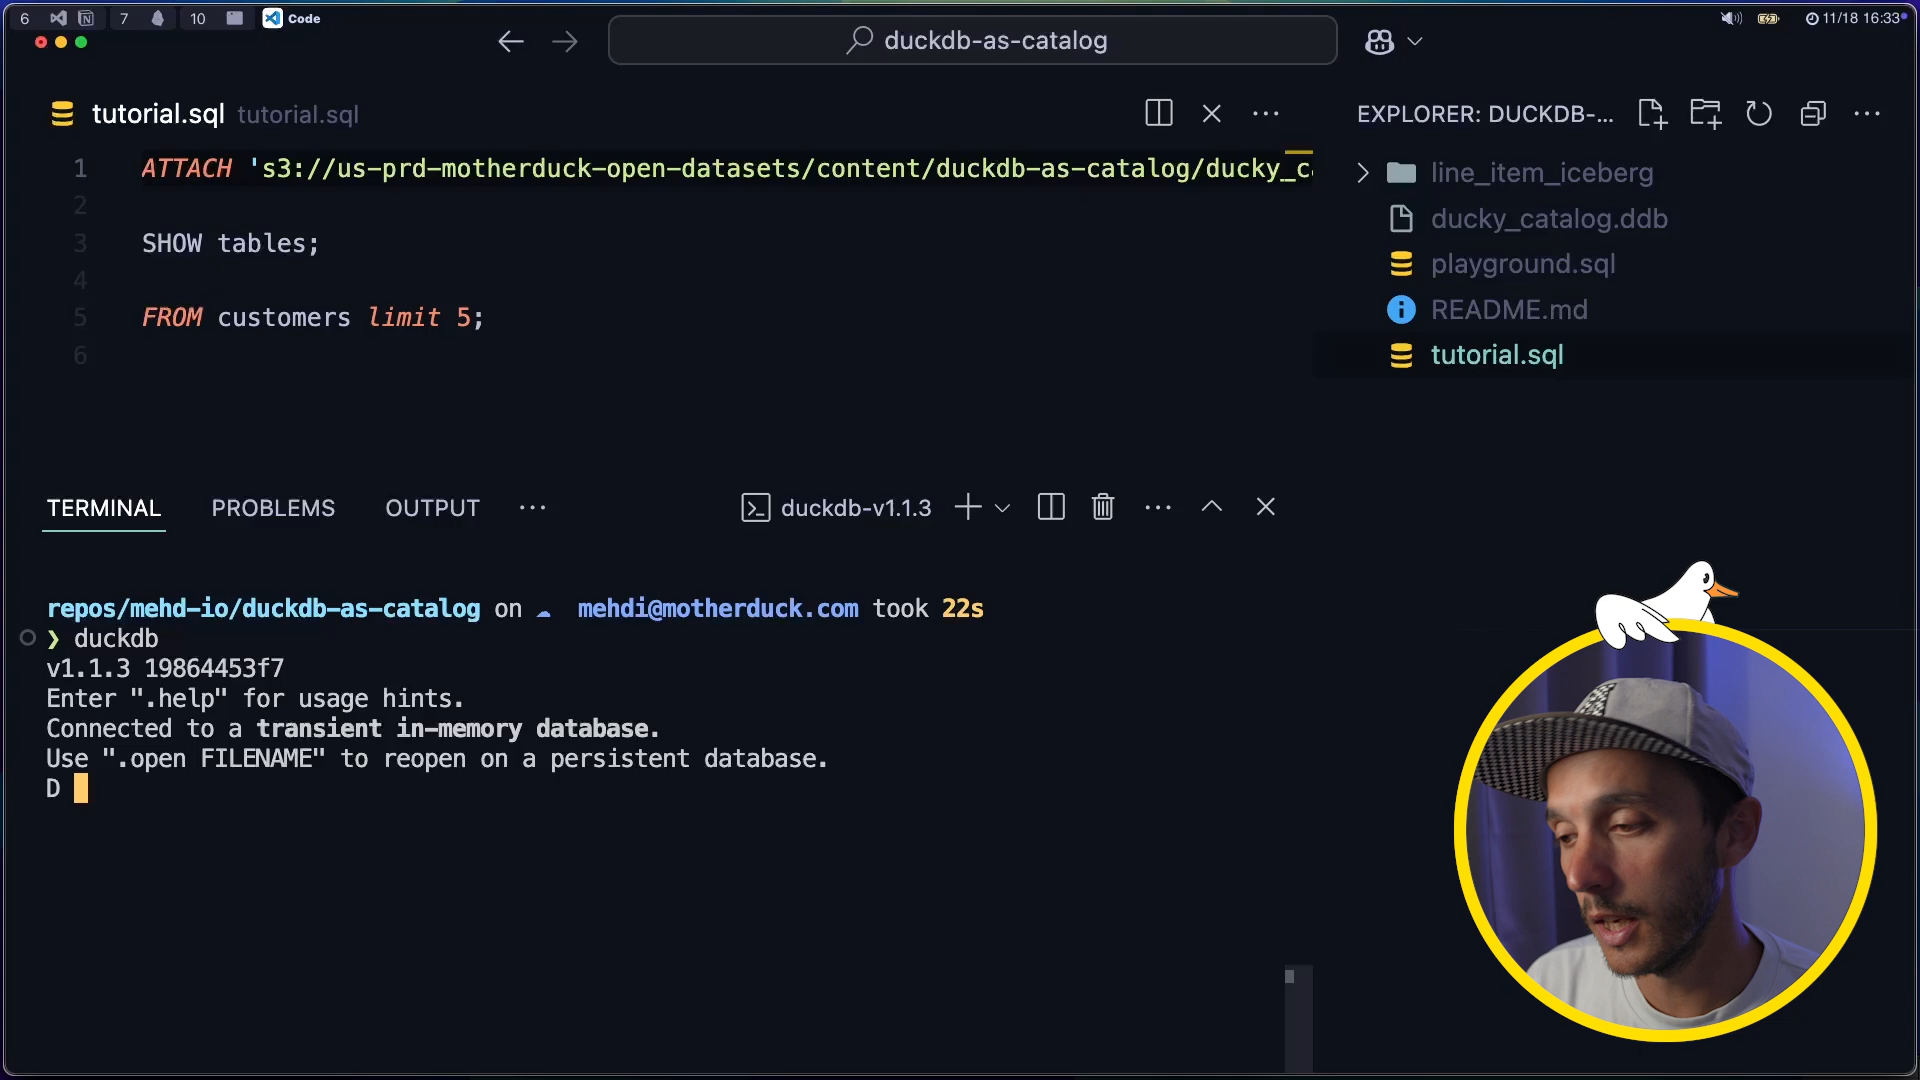 6 7 10 Code 11/18 16:33
duckdb-as-catalog
tutorial.sql tutorial.sql
EXPLORER: DUCKDB-...
1 ATTACH 's3://us-prd-motherduck-open-datasets/content/duckdb-as-catalog/ducky_c
2
3 SHOW tables;
4
5 FROM customers limit 5;
6
line_item_iceberg
ducky_catalog.ddb
playground.sql
README.md
tutorial.sql
TERMINAL PROBLEMS OUTPUT
duckdb-v1.1.3
repos/mehd-io/duckdb-as-catalog on mehdi@motherduck.com took 22s
❯ duckdb
v1.1.3 19864453f7
Enter ".help" for usage hints.
Connected to a transient in-memory database.
Use ".open FILENAME" to reopen on a persistent database.
D